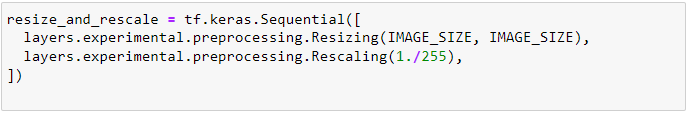 resize_and_rescale = tf.keras.Sequential([
  layers.experimental.preprocessing.Resizing(IMAGE_SIZE, IMAGE_SIZE),
  layers.experimental.preprocessing.Rescaling(1./255),
])